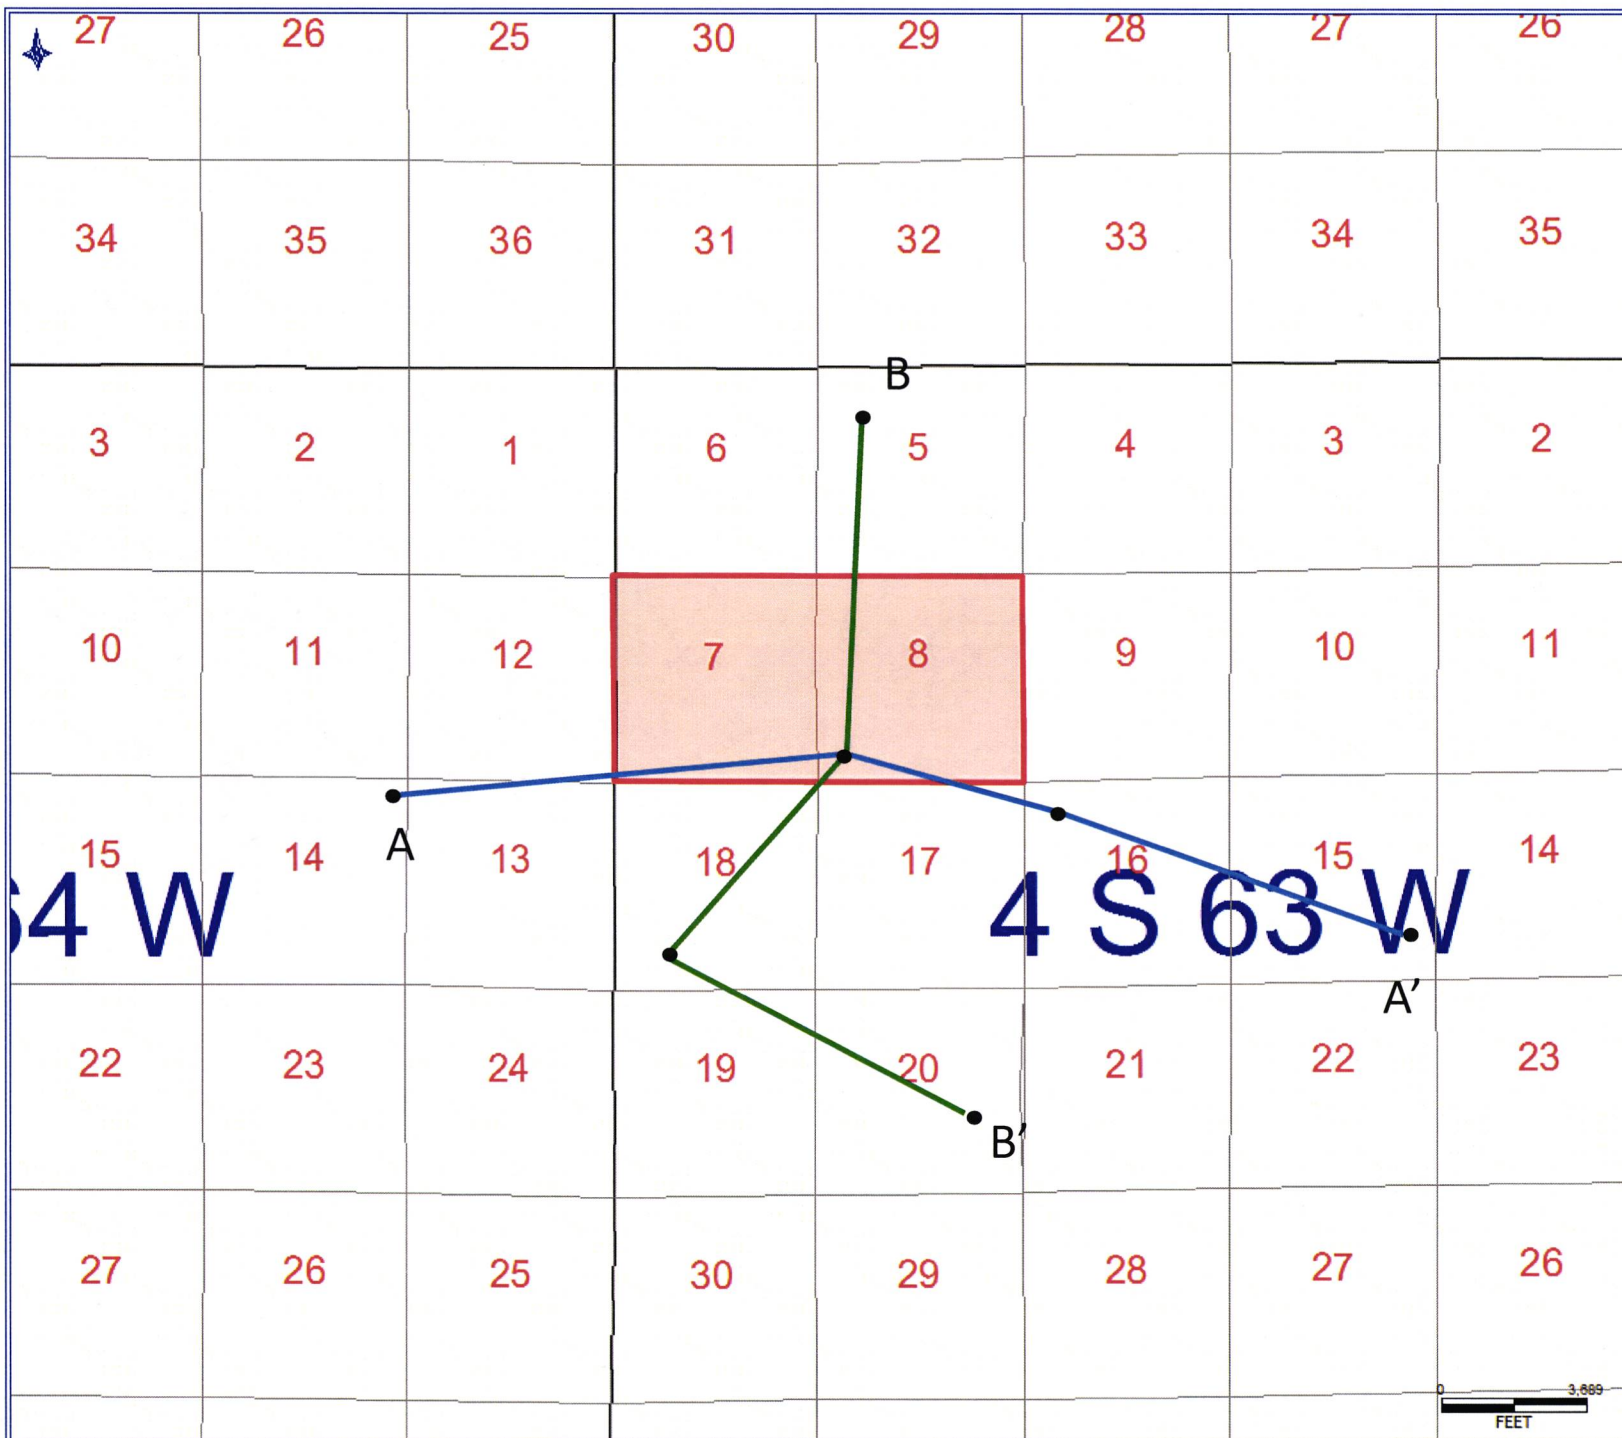 27 26 25 30 29 28 27 26
34 35 36 31 32 33 34 35
B
3 2 1 6 5 4 3 2
10 11 12 7 8 9 10 11
A
15 14 13 18 17 16 15 14
64 W
4 S 63 W
A’
22 23 24 19 20 21 22 23
B’
27 26 25 30 29 28 27 26
0 3,689
FEET